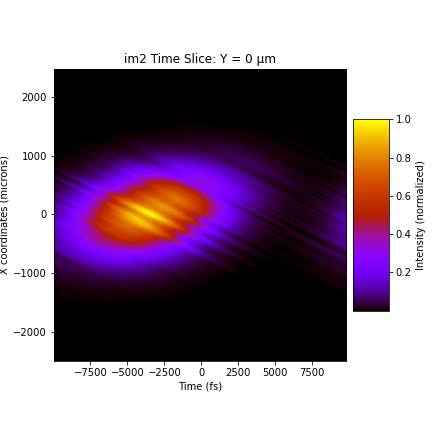 im2 Time Slice: Y = 0 μm
X coordinates (microns)
2000
1000
0
−1000
−2000
−7500 −5000 −2500 0 2500 5000 7500
Time (fs)
1.0
0.8
0.6
0.4
0.2
Intensity (normalized)